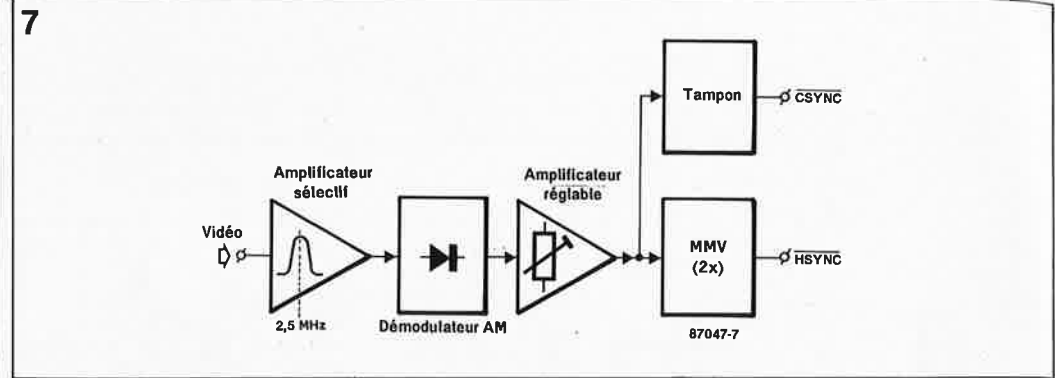 7
Tampon
CSYNC
Amplificateur
sélectif
Amplificateur
réglable
Vidéo
MMV
(2x)
HSYNC
2,5 MHz
Démodulateur AM
87047-7